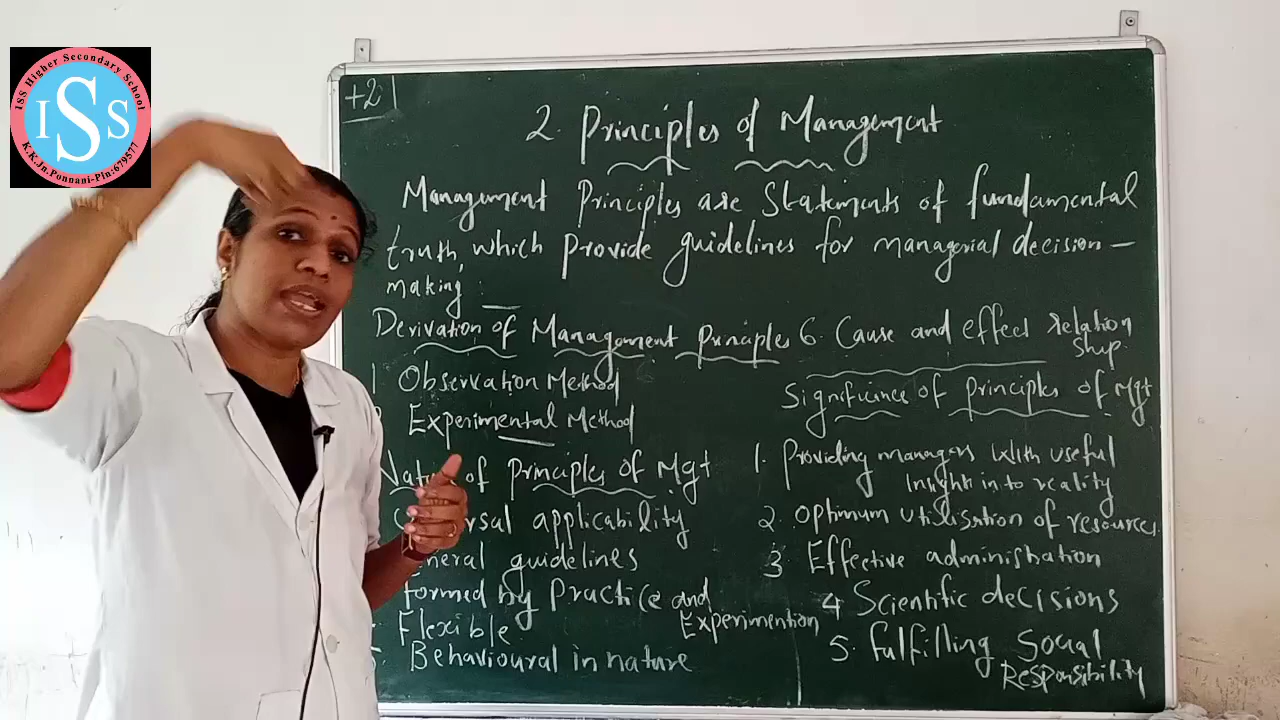 ISS Higher Secondary School
ISS
K.K.Jn.Ponnani-Pin:679577
+2
2. Principles of Management
Management Principles are Statements of fundamental
truth, which provide guidelines for managerial decision-
making.
Derivation of Management Principles
1 Observation Method
Experimental Method
Nature of principles of Mgt
applicability
guidelines
formed by Practice and
Experimention
Flexible
Behavioural in nature
6. Cause and effect relation
Ship
Significance of principles of Mgt
1. Providing managers with useful
Insight in to reality
2. Optimum utilisation of resources.
3 Effective administration
4 Scientific decisions
5. Fulfilling Social
Responsibility